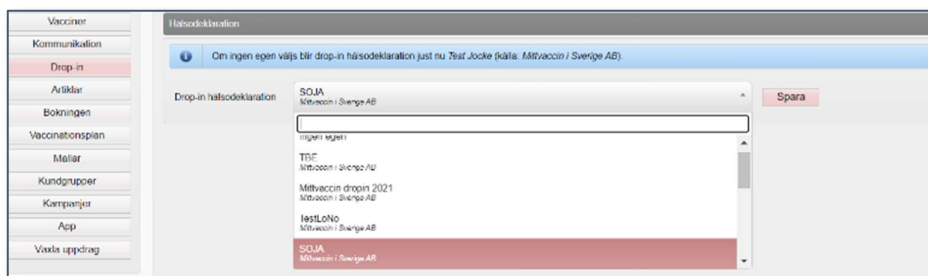 Vacciner
Kommunikation
Drop-in
Artiklar
Bokningen
Vaccinationsplan
Mallar
Kundgrupper
Kampanjer
App
Växla uppdrag
Hälsodeklaration
Om ingen egen väljs blir drop-in hälsodeklaration just nu Test Jocke (källa: Mittvaccin i Sverige AB).
Drop-in hälsodeklaration
SOJA
Mittvaccin i Sverige AB
Spara
Ingen egen
TBE
Mittvaccin i Sverige AB
Mittvaccin dropin 2021
Mittvaccin i Sverige AB
TestLoNo
Mittvaccin i Sverige AB
SOJA
Mittvaccin i Sverige AB